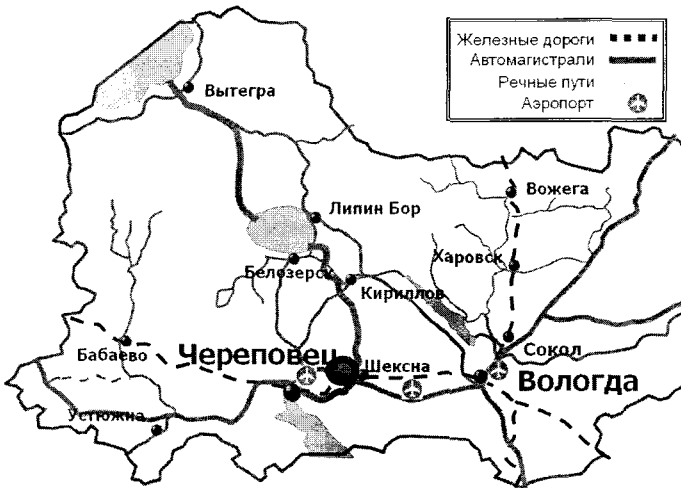 Железные дороги
Автомагистрали
Речные пути
Аэропорт
Вытегра
Вожега
Липин Бор
Харовск
Белозерск
Кириллов
Сокол
Бабаево
Череповец
Шексна
Вологда
Устюжна